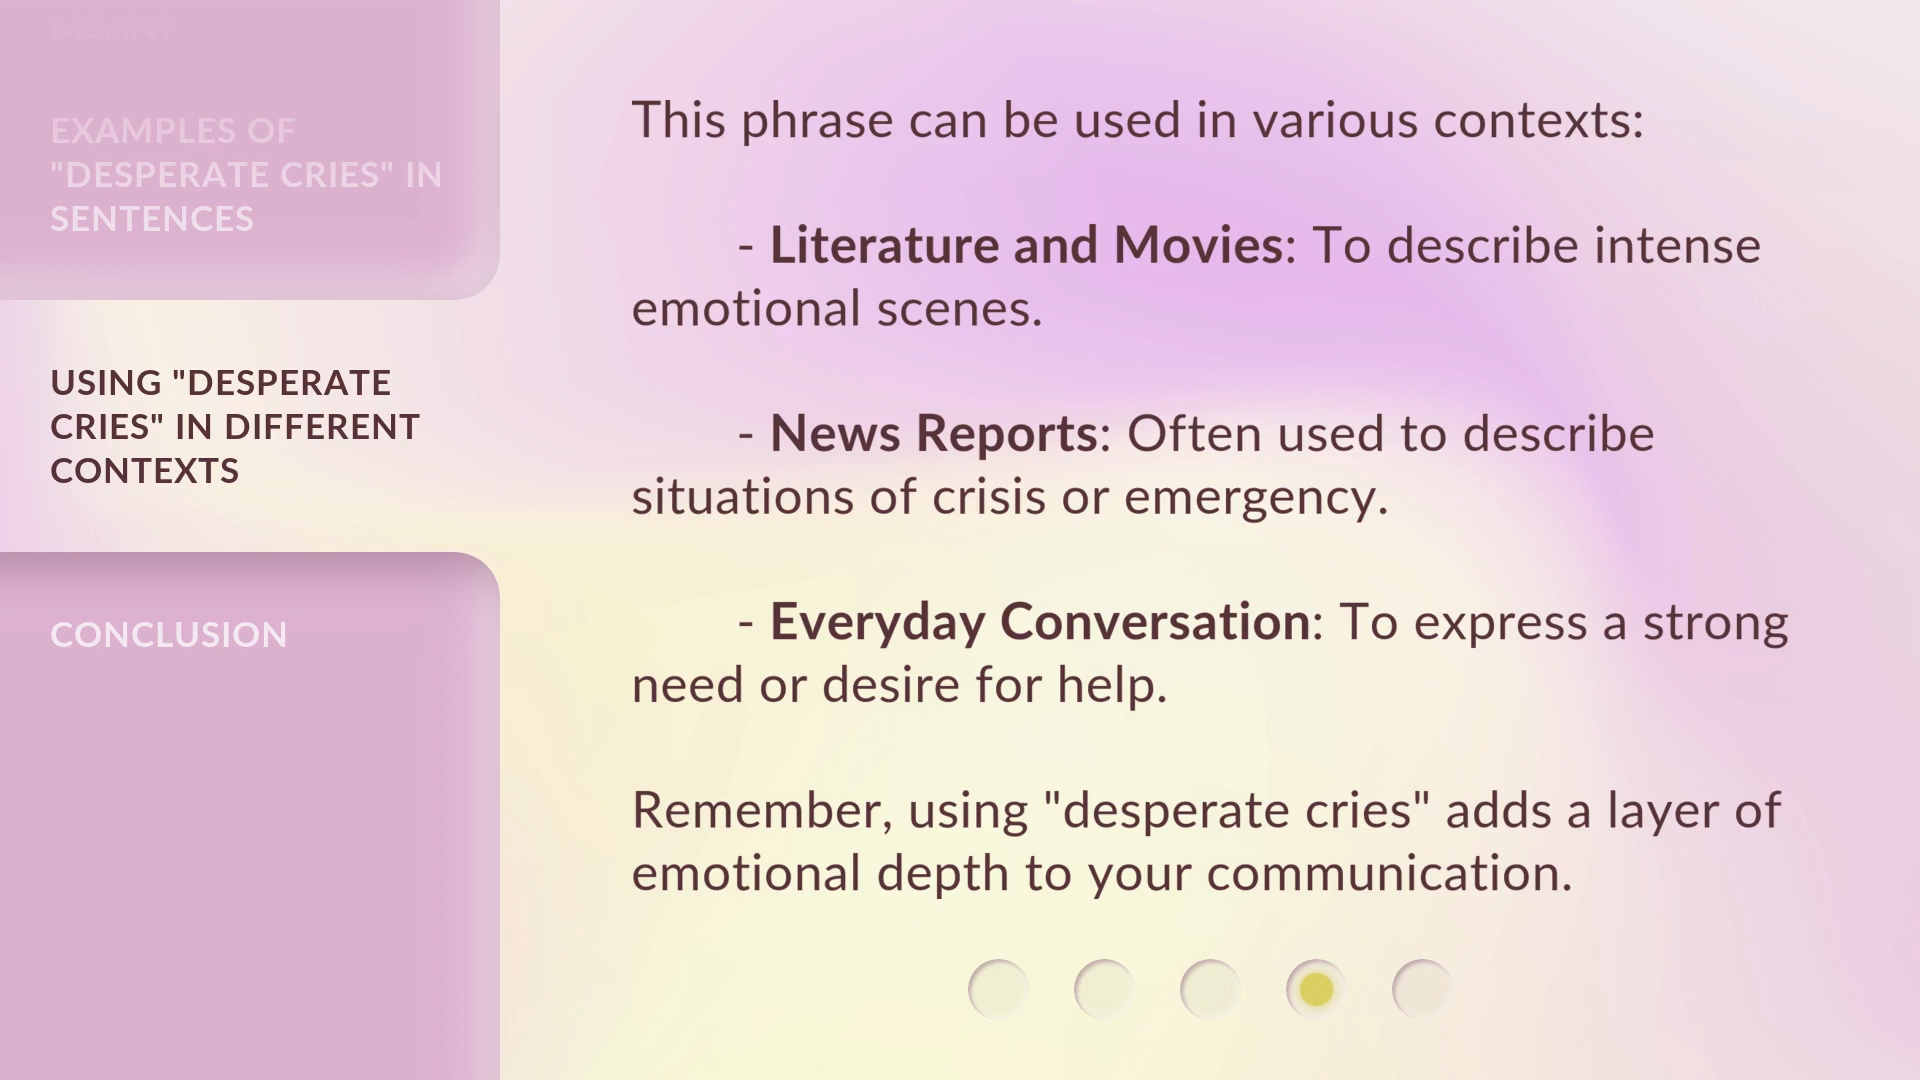 MEAN?
EXAMPLES OF
"DESPERATE CRIES" IN
SENTENCES
USING "DESPERATE
CRIES" IN DIFFERENT
CONTEXTS
CONCLUSION
This phrase can be used in various contexts:
- Literature and Movies: To describe intense
emotional scenes.
- News Reports: Often used to describe
situations of crisis or emergency.
- Everyday Conversation: To express a strong
need or desire for help.
Remember, using "desperate cries" adds a layer of
emotional depth to your communication.